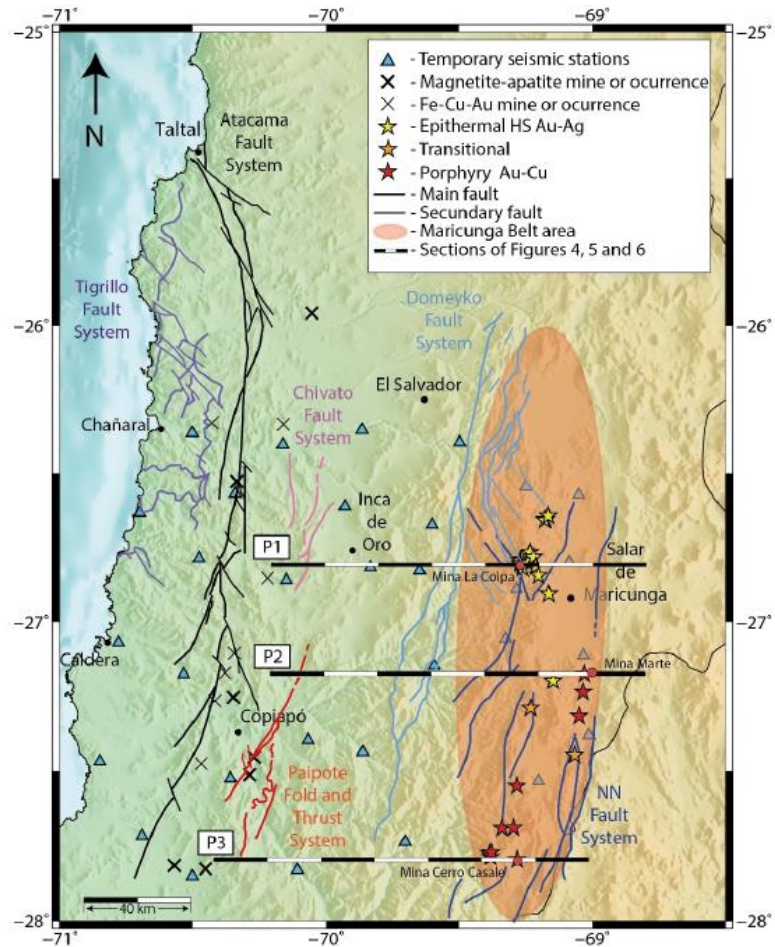 -71
-70
-69
-25
-25
- Temporary seismic stations
- Magnetite-apatite mine or ocurrence
- Fe-Cu-Au mine or ocurrence
- Epithermal HS Au-Ag
- Transitional
- Porphyry Au-Cu
- Main fault
- Secundary fault
- Maricunga Belt area
- Sections of Figures 4, 5 and 6
N
Taltal
Atacama
Fault
System
Tigrillo
Fault
System
-26
-26
Domeyko
Fault
System
El Salvador
Chivato
Fault
System
Chañaral
Inca
de
Oro
P1
Mina La Coipa
Salar
de
Maricunga
-27
-27
Caldera
P2
Mina Marte
Copiapó
Paipote
Fold and
Thrust
System
NN
Fault
System
P3
Mina Cerro Casale
40 km
-28
-28
-71
-70
-69